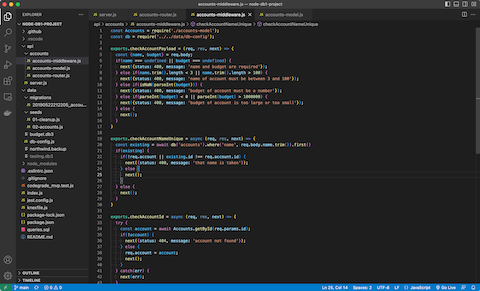 accounts-middleware.js — node-db1-project
EXPLORER
server.js
accounts-router.js
accounts-middleware.js
accounts-model.js
NODE-DB1-PROJECT
.github
.vscode
api
accounts
accounts-middleware.js
accounts-model.js
accounts-router.js
server.js
data
migrations
seeds
01-cleanup.js
02-accounts.js
budget.db3
db-config.js
northwind.backup
testing.db3
.eslintrc.json
.gitignore
codegrade_mvp.test.js
index.js
jest.config.js
knexfile.js
package-lock.json
package.json
queries.sql
README.md
OUTLINE
TIMELINE
api > accounts > accounts-middleware.js > checkAccountNameUnique > checkAccountNameUnique
const Accounts = require('./accounts-model');
const db = require('../../data/db-config');
exports.checkAccountPayload = (req, res, next) => {
const {name, budget} = req.body
if(name === undefined || budget === undefined) {
next({status: 400, message: "name and budget are required"});
} else if(name.trim().length < 3 || name.trim().length > 100) {
next({status: 400, message: "name of account must be between 3 and 100"});
} else if(isNaN(parseInt(budget))) {
next({status: 400, message: "budget of account must be a number"});
} else if(parseInt(budget) < 0 || parseInt(budget) > 1000000) {
next({status: 400, message: "budget of account is too large or too small"});
} else {
next();
}
}
exports.checkAccountNameUnique = async (req, res, next) => {
const existing = await db('accounts').where('name', req.body.name.trim()).first()
if(existing) {
if(!req.account || existing.id !== req.account.id) {
next({status: 400, message: 'that name is taken'});
} else {
next();
}
} else {
next();
}
}
exports.checkAccountId = async (req, res, next) => {
try {
const account = await Accounts.getById(req.params.id);
if(!account) {
next({status: 404, message: 'account not found'});
} else {
req.account = account;
next();
}
} catch(err) {
next(err);
main
Ln 25, Col 14
Spaces: 2
UTF-8
LF
JavaScript
Go Live